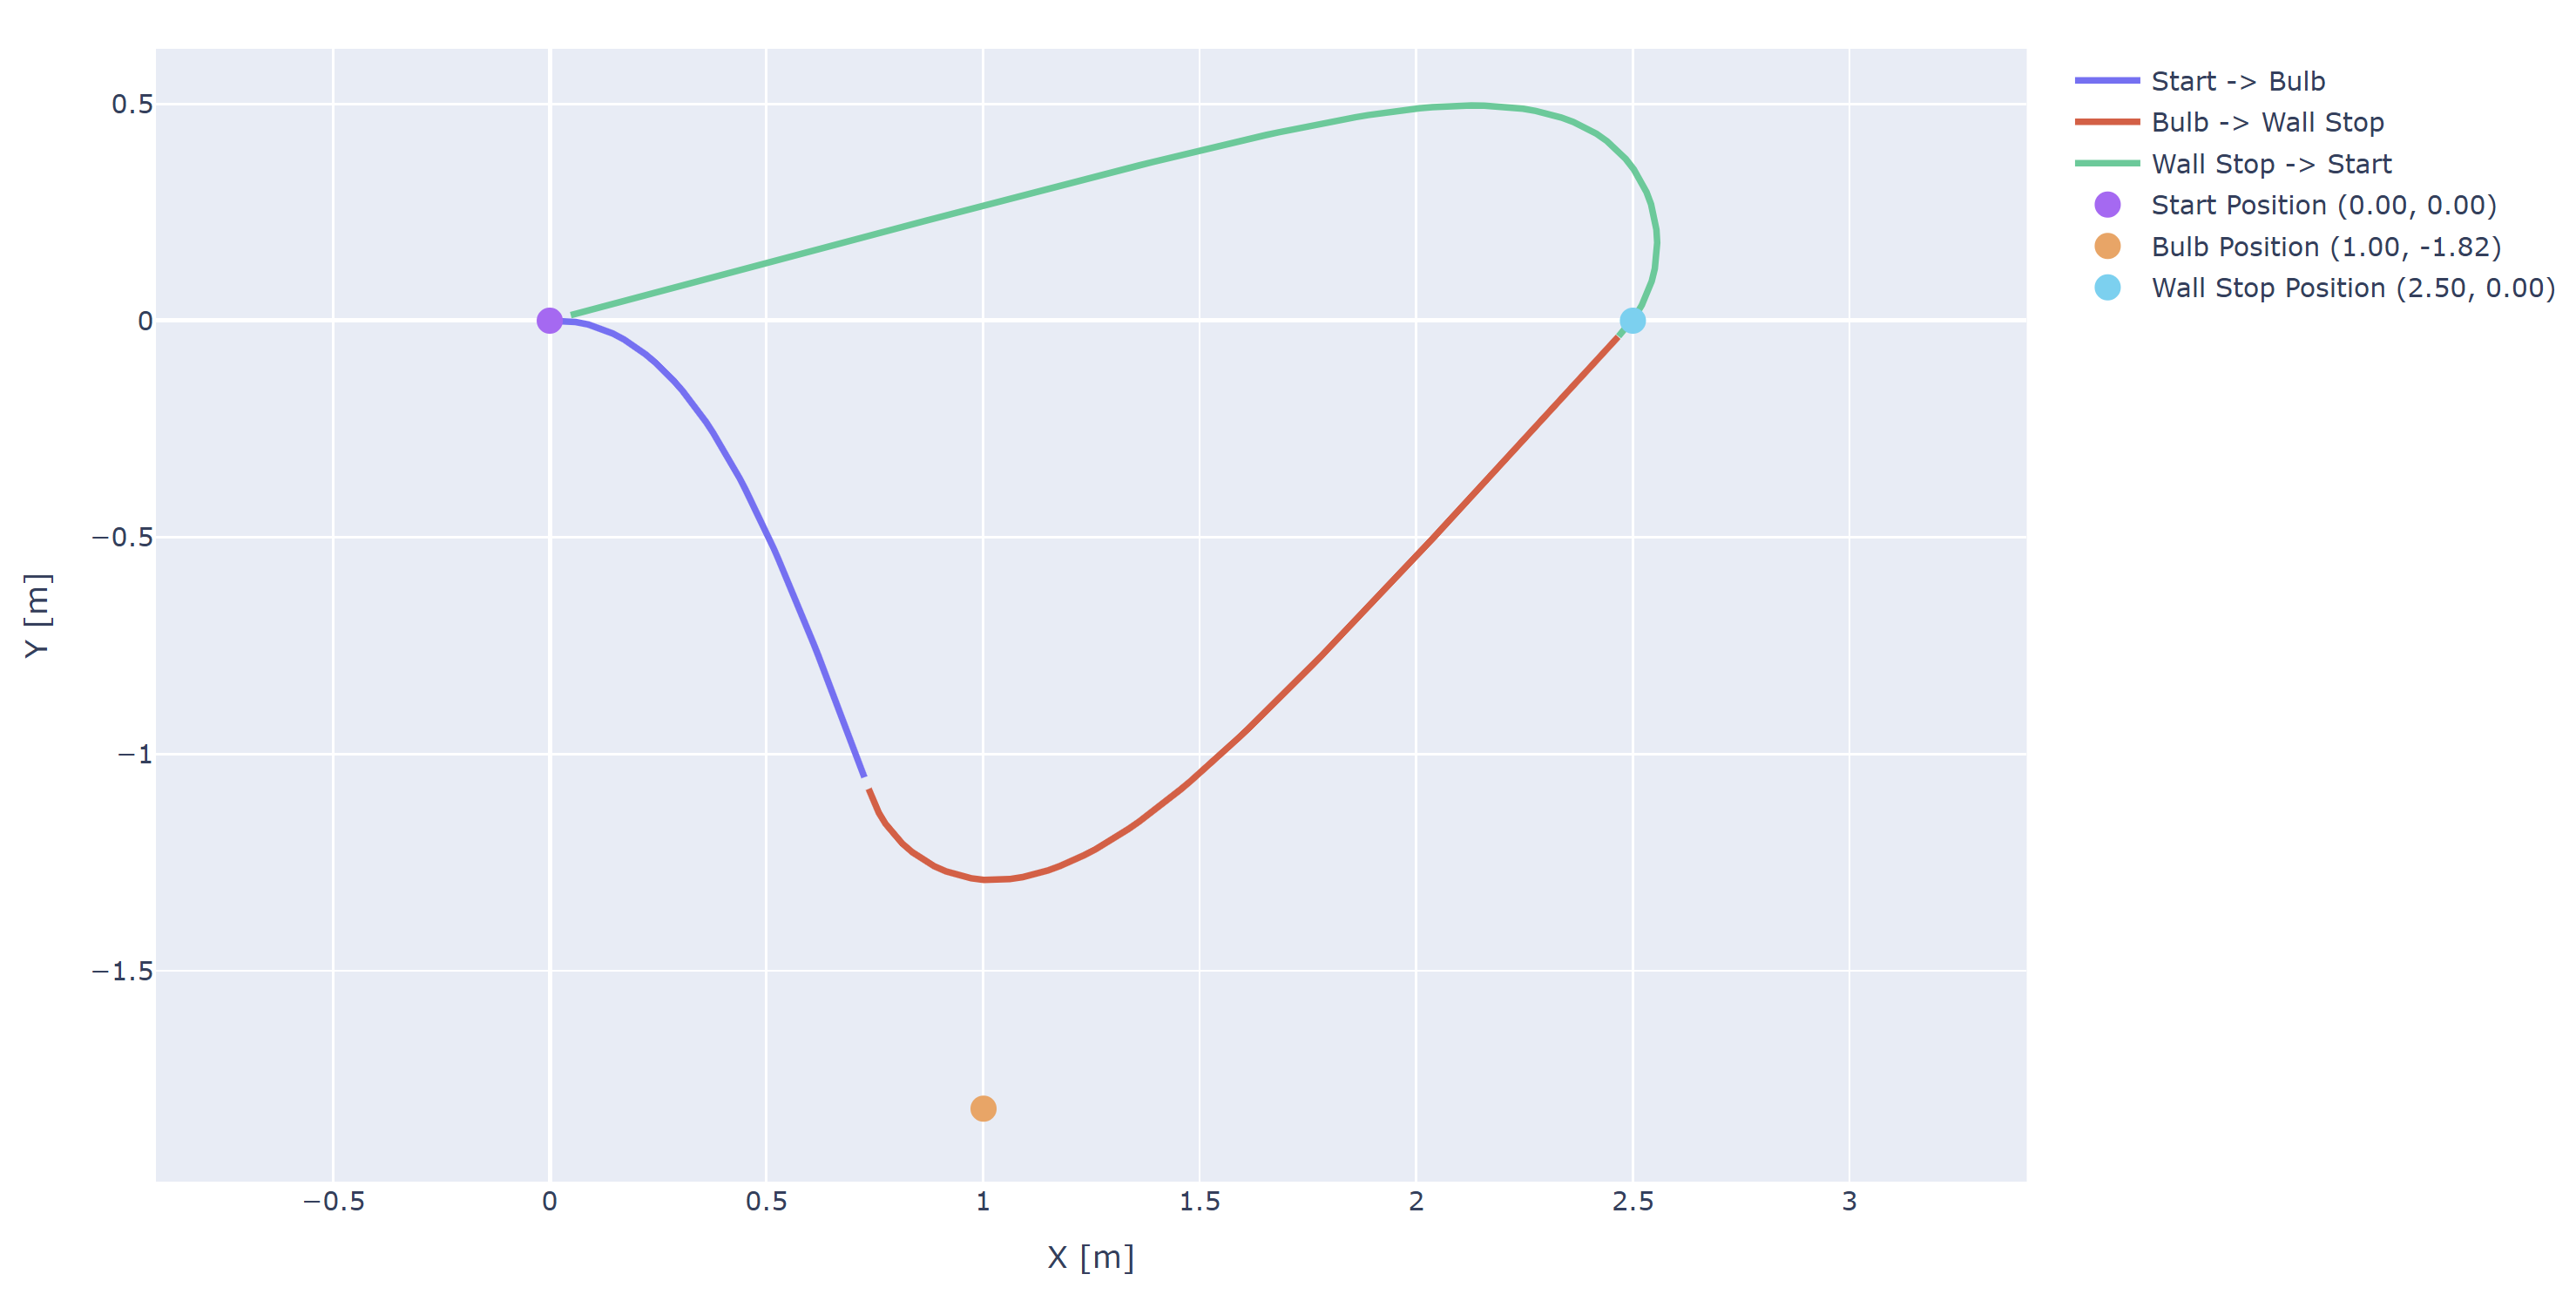 0.5
0
−0.5
−1
−1.5
Y [m]
−0.5
0
0.5
1
1.5
2
2.5
3
X [m]
Start -> Bulb
Bulb -> Wall Stop
Wall Stop -> Start
Start Position (0.00, 0.00)
Bulb Position (1.00, -1.82)
Wall Stop Position (2.50, 0.00)